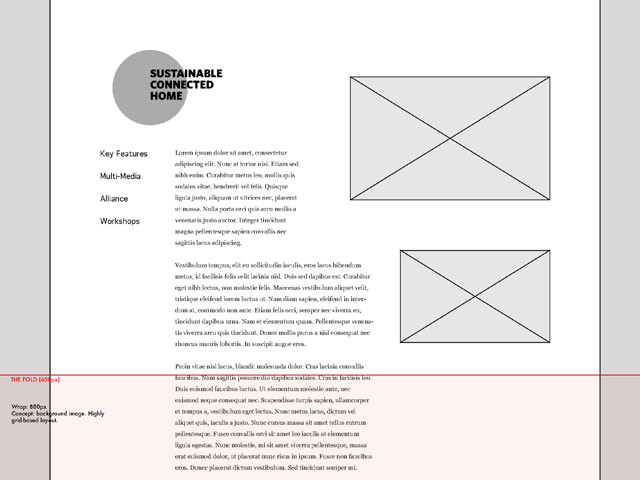 SUSTAINABLE
CONNECTED
HOME
Key Features
Multi-Media
Alliance
Workshops
Lorem ipsum dolor sit amet, consectetur
adipiscing elit. Nunc at tortor nisi. Etiam sed
nibh enim. Curabitur metus leo, mollis quis
sodales vitae, hendrerit vel felis. Quisque
ligula justo, aliquam ut ultrices nec, placerat
ut massa. Nulla porta orci quis arcu mollis a
venenatis justo auctor. Integer tincidunt
magna pellentesque sapien convallis nec
sagittis lacus adipiscing.
Vestibulum tempus, elit eu sollicitudin iaculis, eros lacus bibendum
metus, id facilisis felis velit lacinia nisl. Duis sed dapibus est. Curabitur
eget nibh lectus, non molestie felis. Maecenas vestibulum aliquet velit,
tristique eleifend lorem luctus ut. Nam diam sapien, eleifend in inter-
dum at, commodo non ante. Etiam felis orci, semper nec viverra eu,
tincidunt dapibus urna. Nam et elementum quam. Pellentesque venena-
tis viverra arcu quis tincidunt. Donec mollis purus a nisl consequat nec
rhoncus mauris lobortis. In suscipit augue eros.
Proin vitae nisl lacus, blandit malesuada dolor. Cras lacinia convallis
THE FOLD (600px)
faucibus. Nam sagittis posuere dui dapibus sodales. Cras in facilisis leo.
Duis euismod faucibus luctus. Ut elementum molestie ante, nec
euismod neque consequat nec. Suspendisse turpis sapien, ullamcorper
et tempus a, vestibulum eget lectus. Nunc metus lacus, dictum vel
aliquet quis, iaculis a justo. Nunc cursus massa sit amet tellus rutrum
pellentesque. Fusce convallis orci sit amet leo iaculis at elementum
ligula egestas. Nunc molestie, mi sit amet viverra pellentesque, massa
erat euismod dolor, ut placerat nunc risus in ipsum. Fusce non faucibus
eros. Donec placerat dictum vestibulum. Sed tincidunt semper mi.
Wrap: 880px
Concept: background image. Highly
grid-based layout.